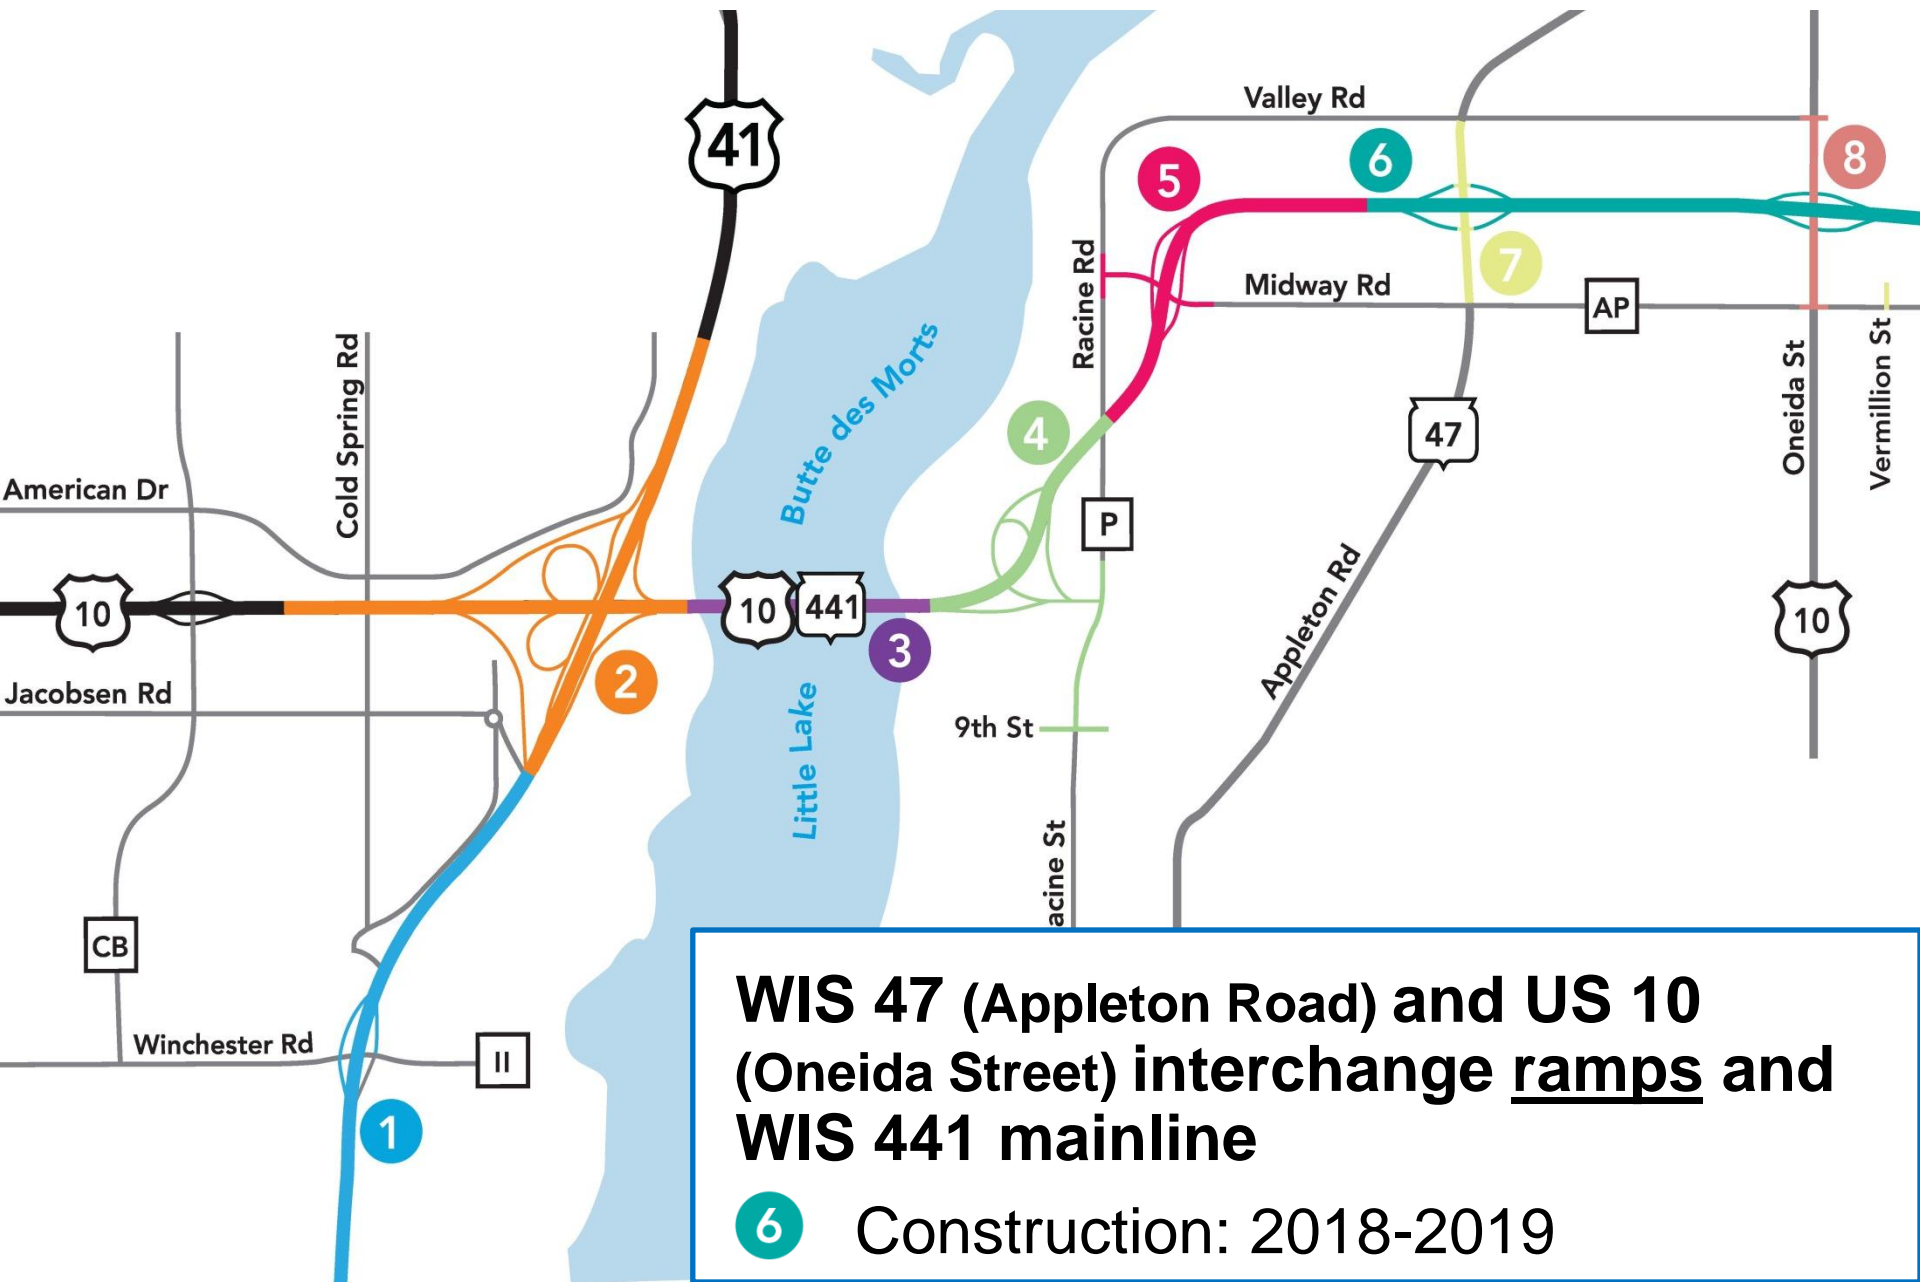 41
Valley Rd
5
6
8
7
Racine Rd
Midway Rd
AP
Cold Spring Rd
Butte des Morts
Oneida St
Vermillion St
4
47
American Dr
P
10
10
441
3
Appleton Rd
10
2
Jacobsen Rd
Little Lake
9th St
acine St
CB
Winchester Rd
II
1
WIS 47 (Appleton Road) and US 10
(Oneida Street) interchange ramps and
WIS 441 mainline
6 Construction: 2018-2019